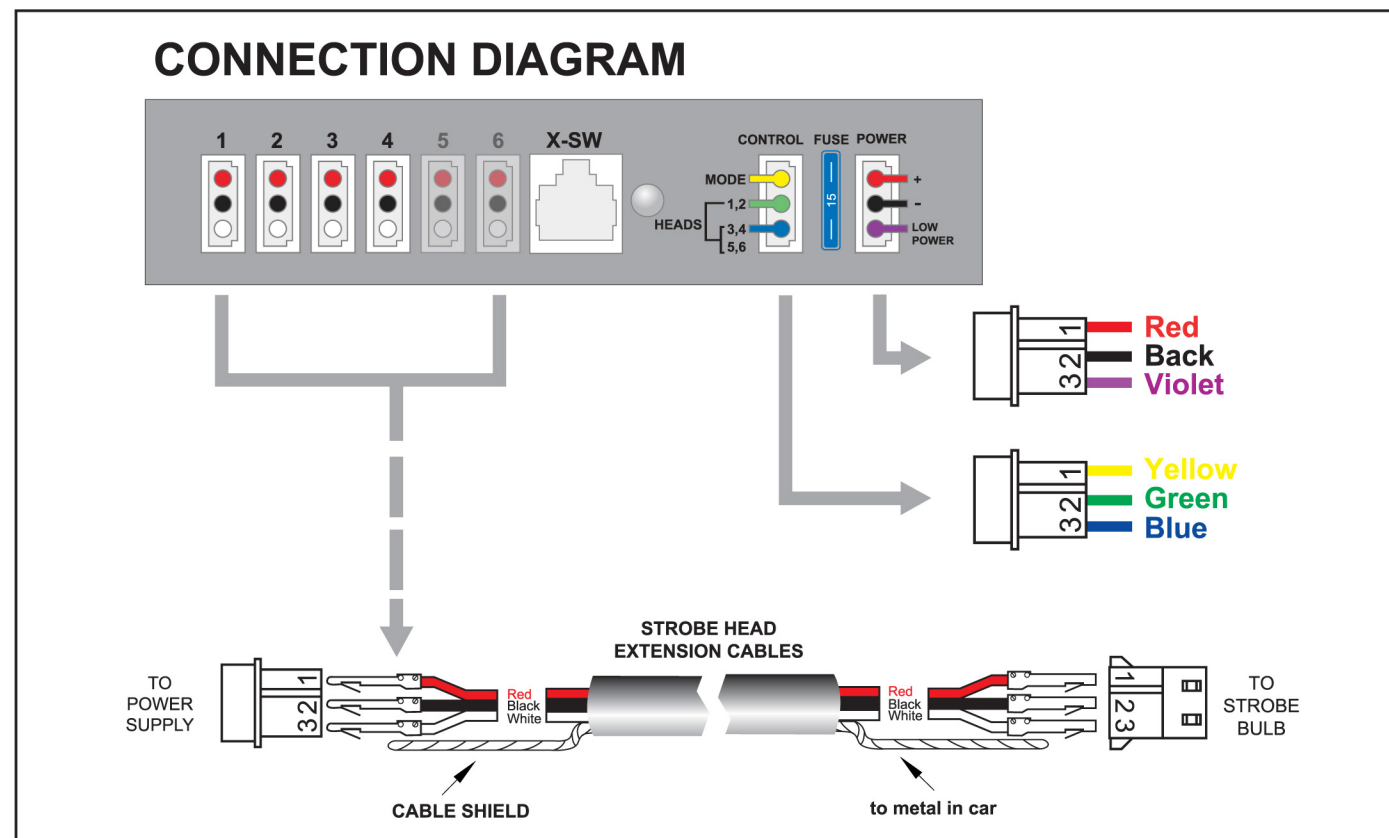 CONNECTION DIAGRAM
1 2 3 4 5 6 X-SW CONTROL FUSE POWER
MODE
HEADS
1,2
3,4
5,6
15
+
-
LOW
POWER
1
2
3
Red
Back
Violet
1
2
3
Yellow
Green
Blue
STROBE HEAD
EXTENSION CABLES
TO
POWER
SUPPLY
1
2
3
Red
Black
White
Red
Black
White
1
2
3
TO
STROBE
BULB
CABLE SHIELD
to metal in car